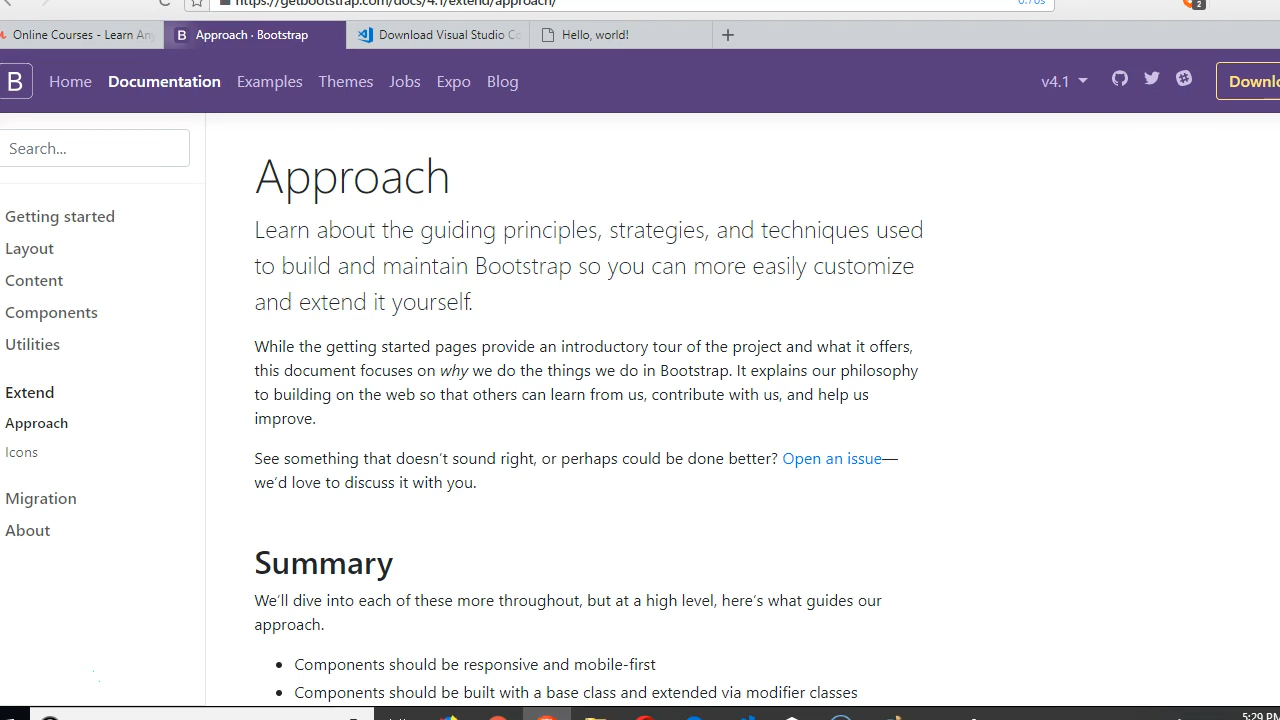 https://getbootstrap.com/docs/4.1/extend/approach/
0.70s
2
Online Courses - Learn Any
B Approach · Bootstrap
Download Visual Studio Co
Hello, world!
B Home Documentation Examples Themes Jobs Expo Blog
v4.1
Downlo
Search...
Getting started
Layout
Content
Components
Utilities
Extend
Approach
Icons
Migration
About
Approach
Learn about the guiding principles, strategies, and techniques used
to build and maintain Bootstrap so you can more easily customize
and extend it yourself.
While the getting started pages provide an introductory tour of the project and what it offers,
this document focuses on why we do the things we do in Bootstrap. It explains our philosophy
to building on the web so that others can learn from us, contribute with us, and help us
improve.
See something that doesn't sound right, or perhaps could be done better? Open an issue—
we'd love to discuss it with you.
Summary
We'll dive into each of these more throughout, but at a high level, here's what guides our
approach.
• Components should be responsive and mobile-first
• Components should be built with a base class and extended via modifier classes
5:29 PM